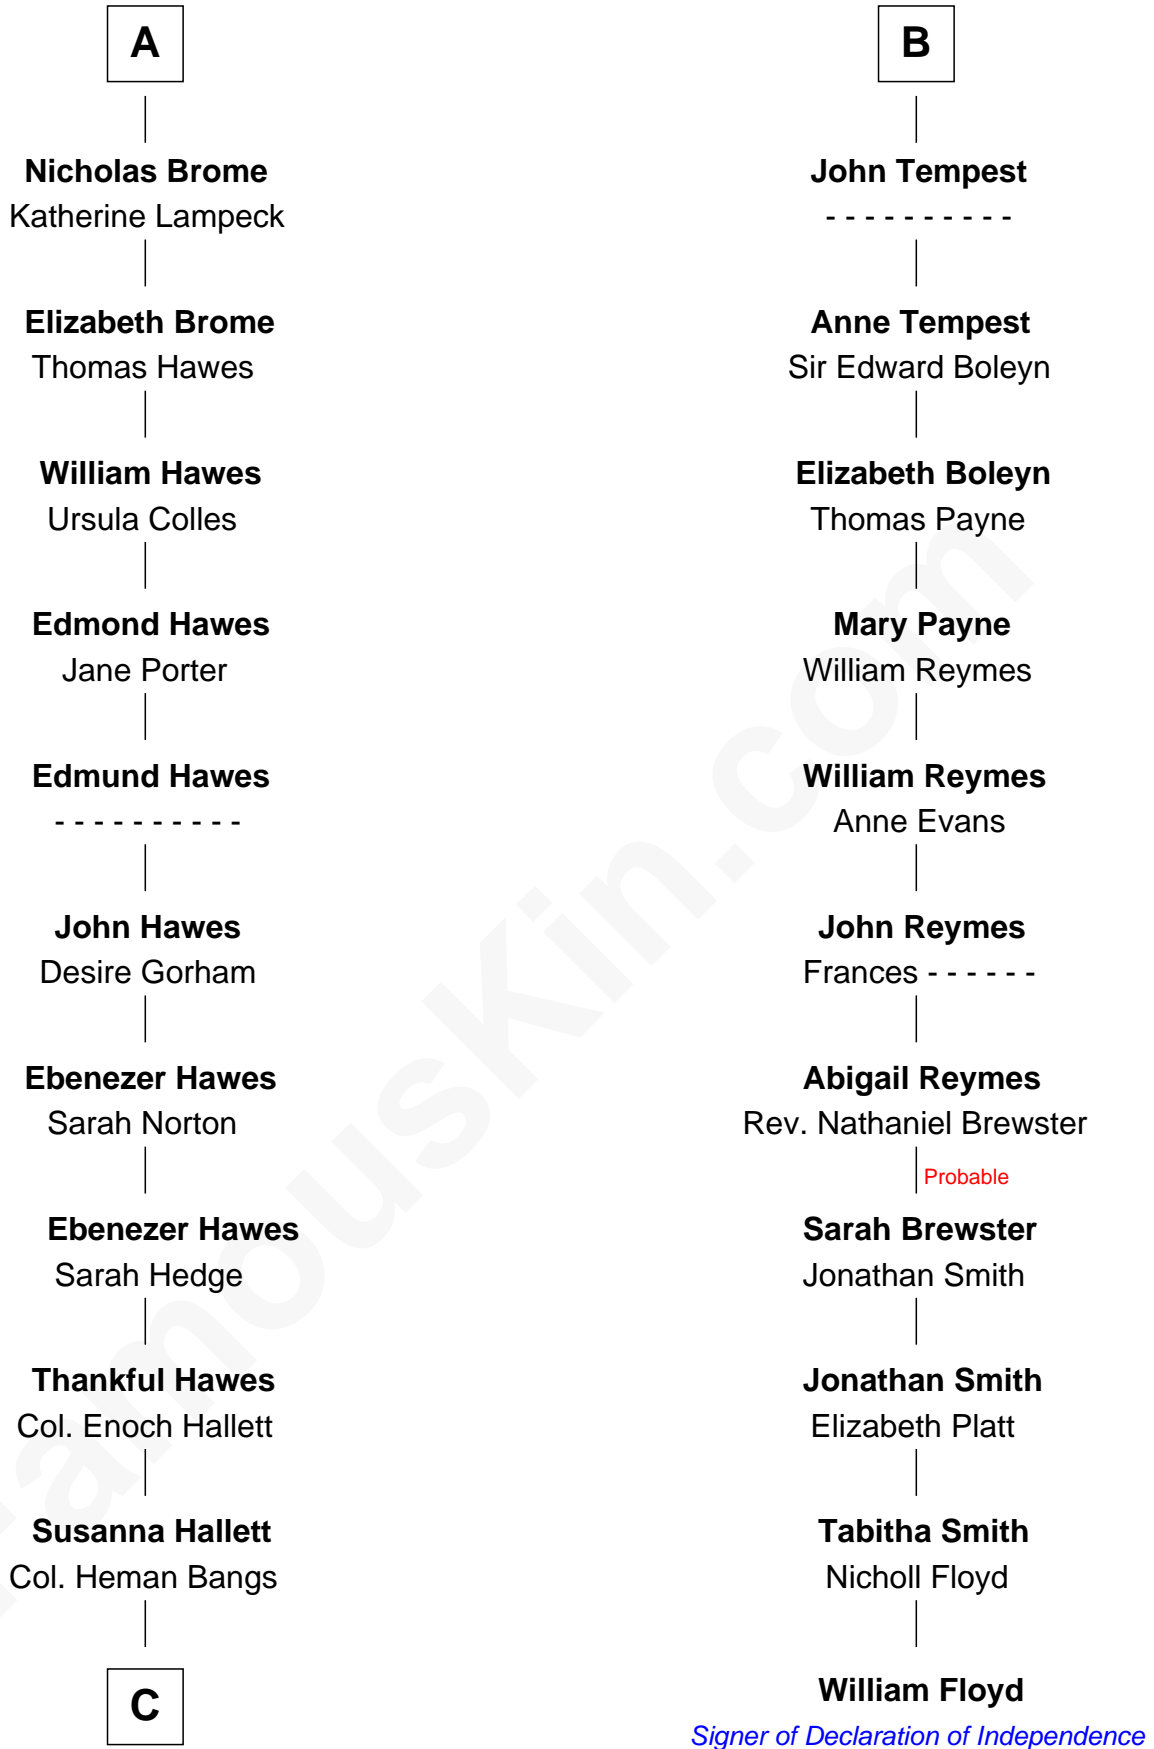 A
Nicholas Brome
Katherine Lampeck
Elizabeth Brome
Thomas Hawes
William Hawes
Ursula Colles
Edmond Hawes
Jane Porter
Edmund Hawes
- - - - - - - - - -
John Hawes
Desire Gorham
Ebenezer Hawes
Sarah Norton
Ebenezer Hawes
Sarah Hedge
Thankful Hawes
Col. Enoch Hallett
Susanna Hallett
Col. Heman Bangs
C
B
John Tempest
- - - - - - - - - -
Anne Tempest
Sir Edward Boleyn
Elizabeth Boleyn
Thomas Payne
Mary Payne
William Reymes
William Reymes
Anne Evans
John Reymes
Frances - - - - - -
Abigail Reymes
Rev. Nathaniel Brewster
Probable
Sarah Brewster
Jonathan Smith
Jonathan Smith
Elizabeth Platt
Tabitha Smith
Nicholl Floyd
William Floyd
Signer of Declaration of Independence
FamousKin.com